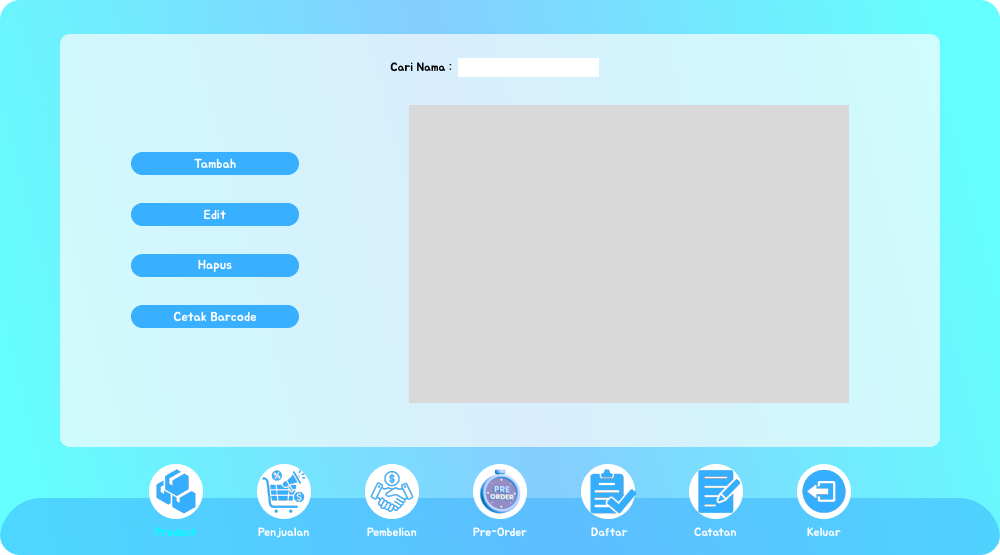 Cari Nama :
Tambah
Edit
Hapus
Cetak Barcode
PRE
ORDER
$
%
$
Produk
Penjualan
Pembelian
Pre-Order
Daftar
Catatan
Keluar